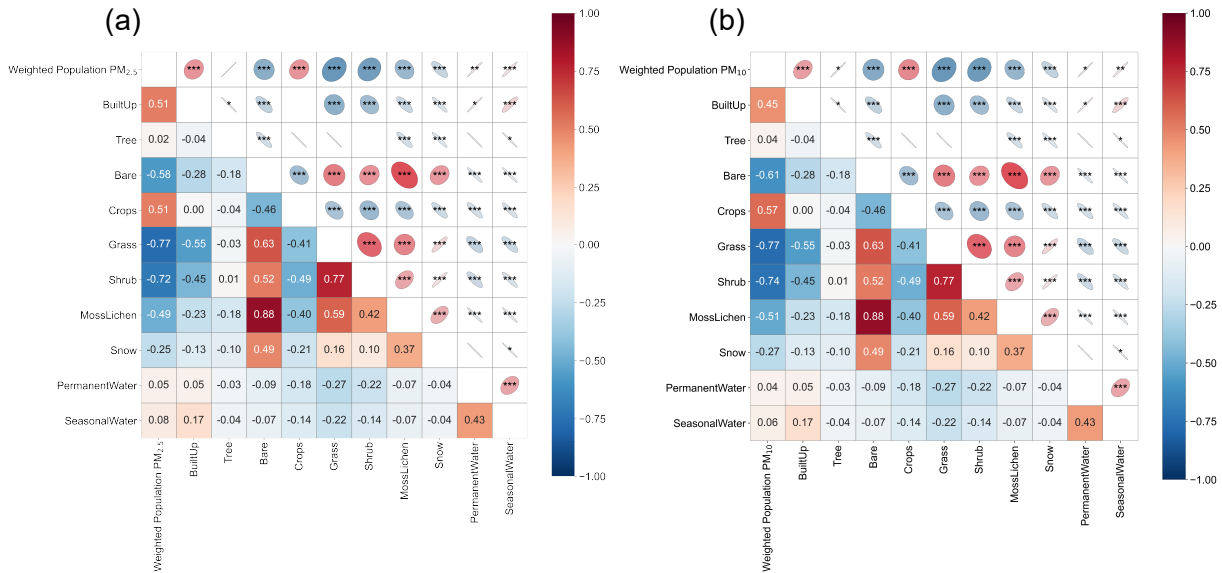 (a)
Weighted Population PM2.5 *** *** *** *** *** *** *** ** ***
BuiltUp 0.51 * *** *** *** *** *** * ***
Tree 0.02 -0.04 *** *** *** *
Bare -0.58 -0.28 -0.18 *** *** *** *** *** *** ***
Crops 0.51 0.00 -0.04 -0.46 *** *** *** *** *** ***
Grass -0.77 -0.55 -0.03 0.63 -0.41 *** *** *** *** ***
Shrub -0.72 -0.45 0.01 0.52 -0.49 0.77 *** *** *** ***
MossLichen -0.49 -0.23 -0.18 0.88 -0.40 0.59 0.42 *** *** ***
Snow -0.25 -0.13 -0.10 0.49 -0.21 0.16 0.10 0.37 *
PermanentWater 0.05 0.05 -0.03 -0.09 -0.18 -0.27 -0.22 -0.07 -0.04 ***
SeasonalWater 0.08 0.17 -0.04 -0.07 -0.14 -0.22 -0.14 -0.07 -0.04 0.43
Weighted Population PM2.5
BuiltUp
Tree
Bare
Crops
Grass
Shrub
MossLichen
Snow
PermanentWater
SeasonalWater
1.00
0.75
0.50
0.25
0.00
-0.25
-0.50
-0.75
-1.00
(b)
Weighted Population PM10 *** * *** *** *** *** *** *** * **
BuiltUp 0.45 * *** *** *** *** *** * ***
Tree 0.04 -0.04 *** *** *** *
Bare -0.61 -0.28 -0.18 *** *** *** *** *** *** ***
Crops 0.57 0.00 -0.04 -0.46 *** *** *** *** *** ***
Grass -0.77 -0.55 -0.03 0.63 -0.41 *** *** *** *** ***
Shrub -0.74 -0.45 0.01 0.52 -0.49 0.77 *** *** *** ***
MossLichen -0.51 -0.23 -0.18 0.88 -0.40 0.59 0.42 *** *** ***
Snow -0.27 -0.13 -0.10 0.49 -0.21 0.16 0.10 0.37 *
PermanentWater 0.04 0.05 -0.03 -0.09 -0.18 -0.27 -0.22 -0.07 -0.04 ***
SeasonalWater 0.06 0.17 -0.04 -0.07 -0.14 -0.22 -0.14 -0.07 -0.04 0.43
Weighted Population PM10
BuiltUp
Tree
Bare
Crops
Grass
Shrub
MossLichen
Snow
PermanentWater
SeasonalWater
1.00
0.75
0.50
0.25
0.00
-0.25
-0.50
-0.75
-1.00